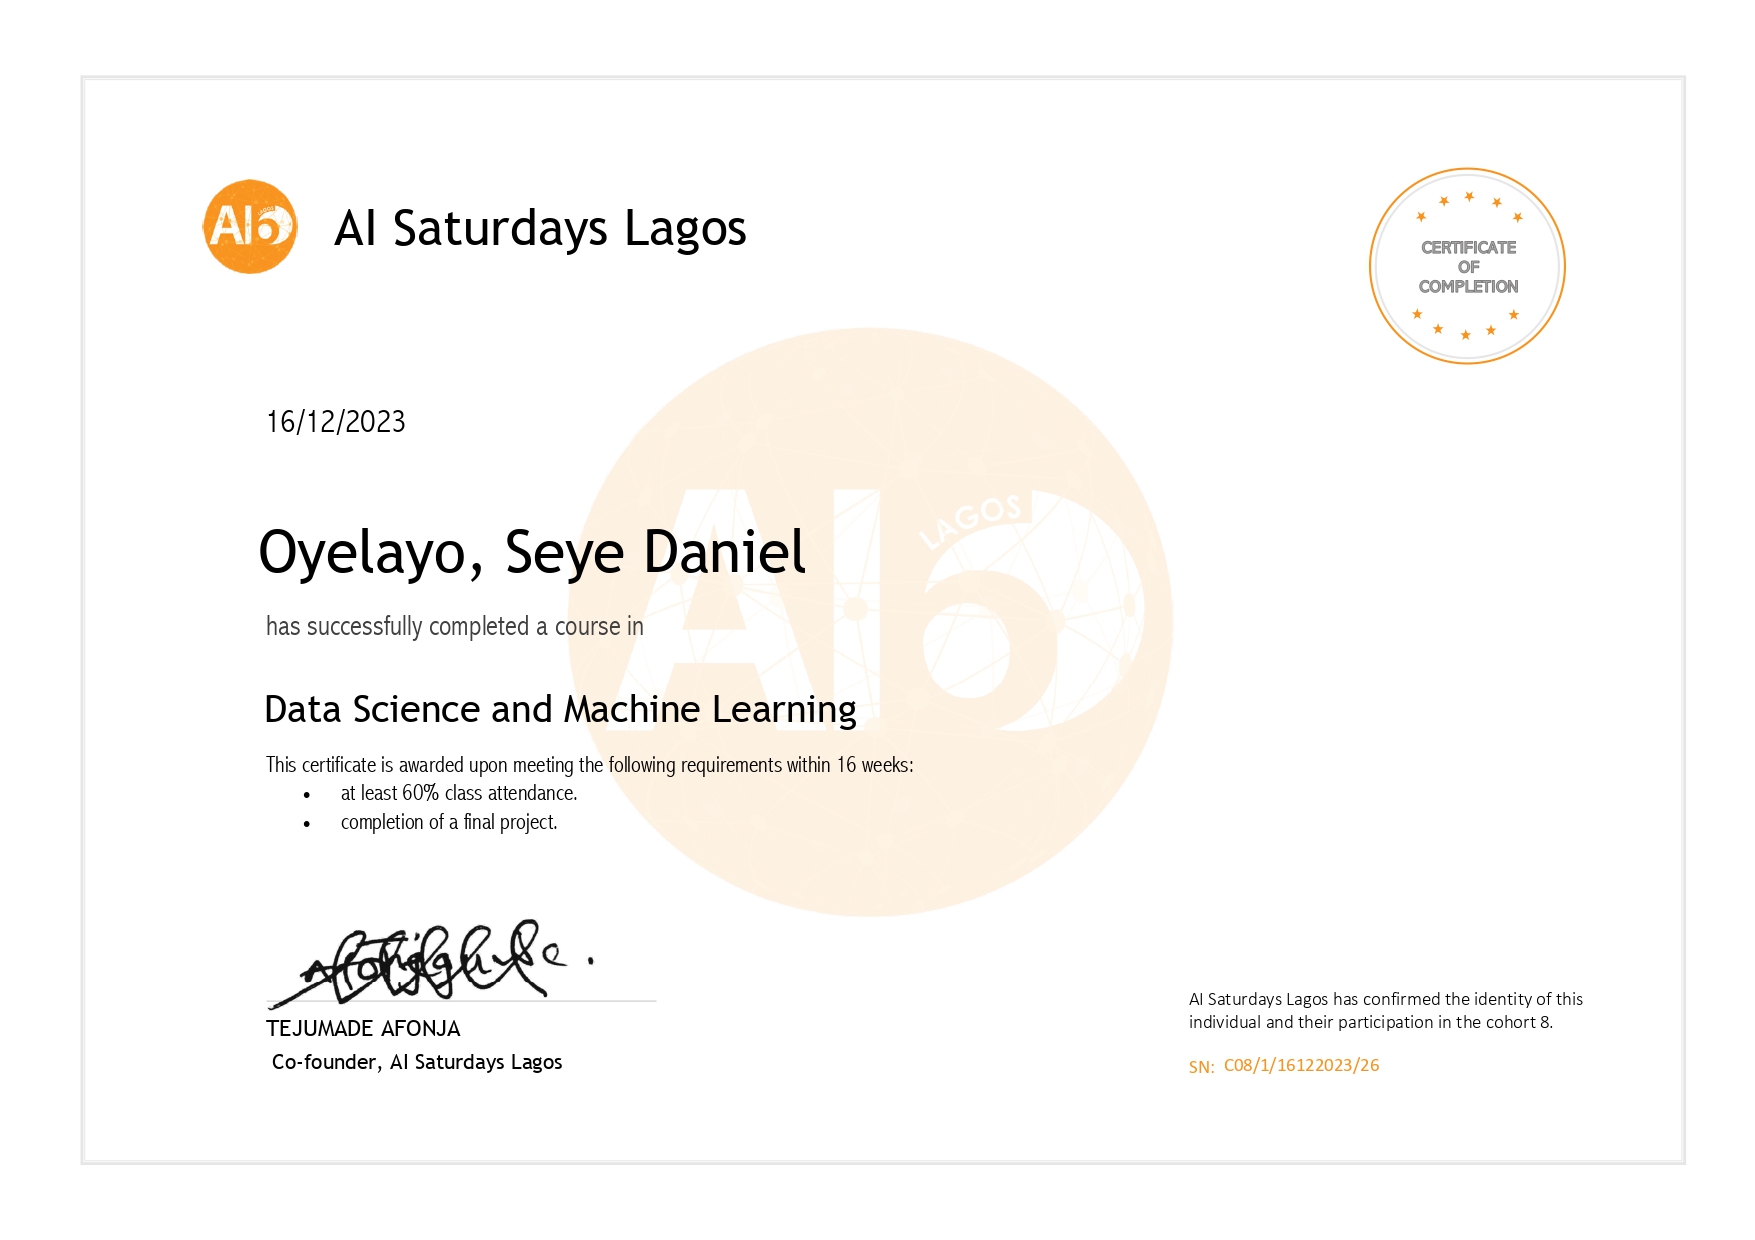 AI6
LAGOS
AI Saturdays Lagos
CERTIFICATE
OF
COMPLETION
16/12/2023
LAGOS
AI6
Oyelayo, Seye Daniel
has successfully completed a course in
Data Science and Machine Learning
This certificate is awarded upon meeting the following requirements within 16 weeks:
• at least 60% class attendance.
• completion of a final project.
TEJUMADE AFONJA
Co-founder, AI Saturdays Lagos
AI Saturdays Lagos has confirmed the identity of this
individual and their participation in the cohort 8.
SN: C08/1/16122023/26